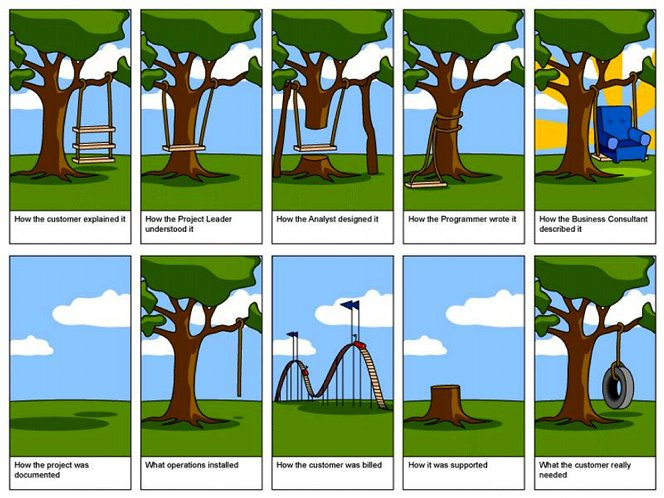 How the customer explained it
How the Project Leader
understood it
How the Analyst designed it
How the Programmer wrote it
How the Business Consultant
described it
How the project was
documented
What operations installed
How the customer was billed
How it was supported
What the customer really
needed